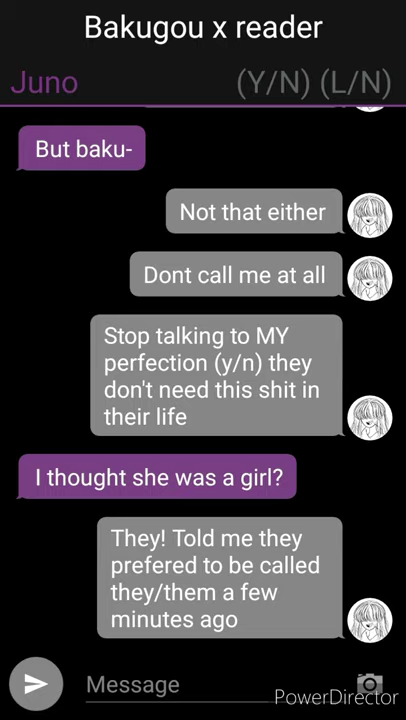 Bakugou x reader
Juno (Y/N) (L/N)
But baku-
Not that either
Dont call me at all
Stop talking to MY
perfection (y/n) they
don't need this shit in
their life
I thought she was a girl?
They! Told me they
prefered to be called
they/them a few
minutes ago
Message
PowerDirector